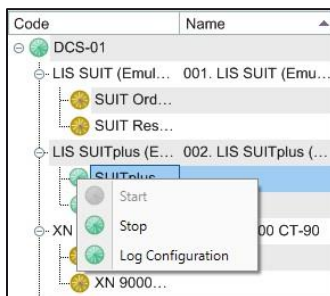 Code Name
DCS-01
LIS SUIT (Emul... 001. LIS SUIT (Emu...
SUIT Ord...
SUIT Res...
LIS SUITplus (E... 002. LIS SUITplus (...
SUITplus
Start
Stop
XN 00 CT-90
Log Configuration
XN 9000...